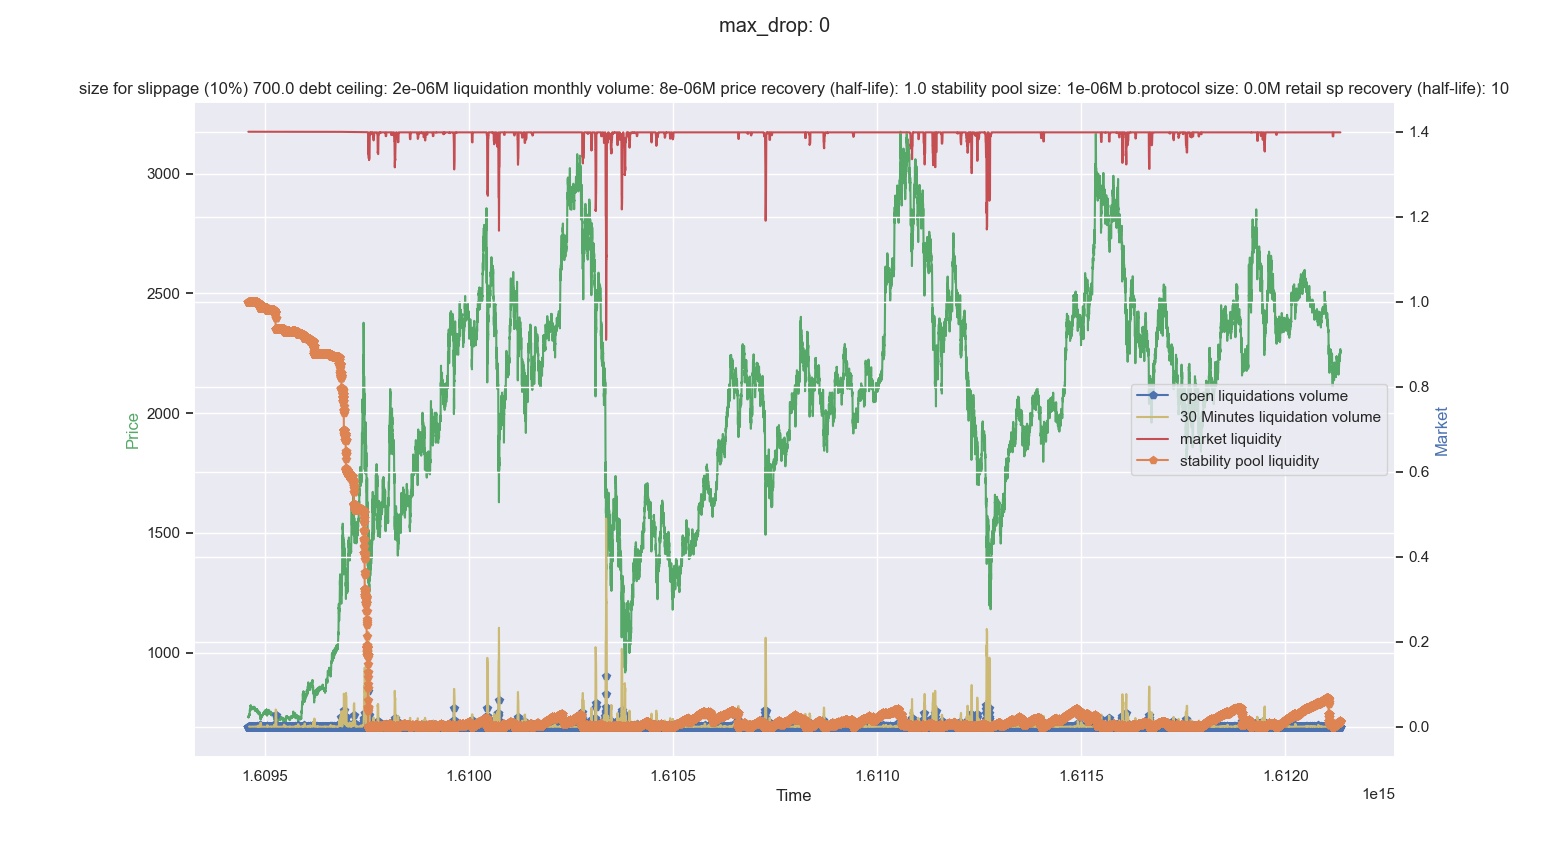 max_drop: 0
size for slippage (10%) 700.0 debt ceiling: 2e-06M liquidation monthly volume: 8e-06M price recovery (half-life): 1.0 stability pool size: 1e-06M b.protocol size: 0.0M retail sp recovery (half-life): 10
3000
2500
2000
1500
1000
Price
1.4
1.2
1.0
0.8
0.6
0.4
0.2
0.0
Market
open liquidations volume
30 Minutes liquidation volume
market liquidity
stability pool liquidity
1.6095
1.6100
1.6105
1.6110
1.6115
1.6120
Time
1e15